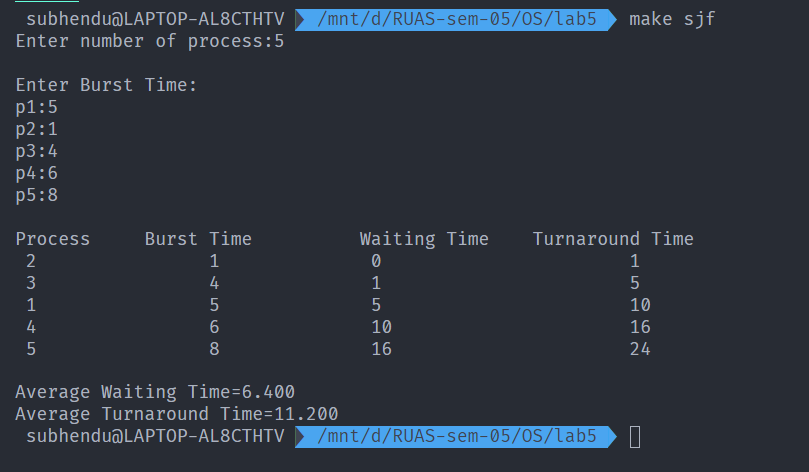 subhendu@LAPTOP-AL8CTHTV /mnt/d/RUAS-sem-05/OS/lab5 make sjf
Enter number of process:5
Enter Burst Time:
p1:5
p2:1
p3:4
p4:6
p5:8
Process Burst Time Waiting Time Turnaround Time
2 1 0 1
3 4 1 5
1 5 5 10
4 6 10 16
5 8 16 24
Average Waiting Time=6.400
Average Turnaround Time=11.200
subhendu@LAPTOP-AL8CTHTV /mnt/d/RUAS-sem-05/OS/lab5